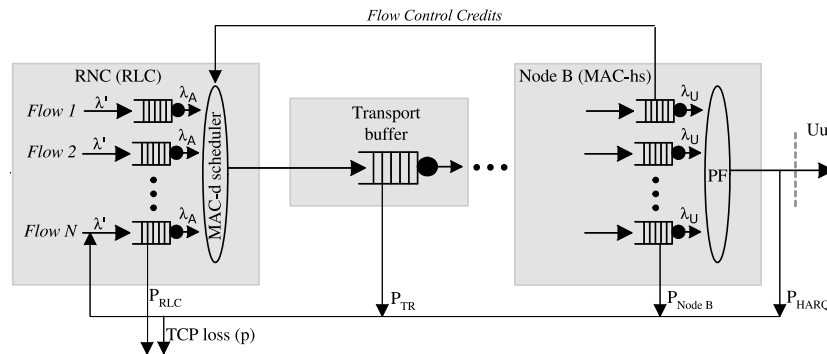 Flow Control Credits
RNC (RLC)
Node B (MAC-hs)
Flow 1 λ' λA
Flow 2 λ' λA
Flow N λ' λA
MAC-d scheduler
Transport
buffer
λU
λU
λU
PF
Uu
PRLC
PTR
PNode B
PHARQ
TCP loss (p)